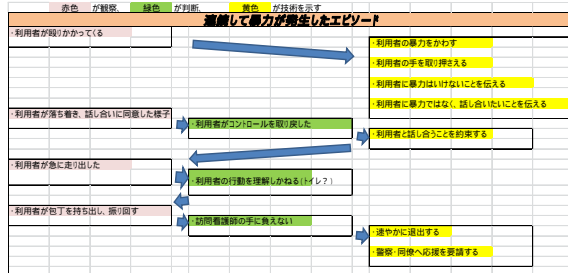 赤色 が観察、 緑色 が判断、 黄色 が技術を示す
連続して暴力が発生したエピソード
・利用者が殴りかかってくる
・利用者の暴力をかわす
・利用者の手を取り押さえる
・利用者に暴力はいけないことを伝える
・利用者に暴力ではなく、話し合いたいことを伝える
・利用者が落ち着き、話し合いに同意した様子
・利用者がコントロールを取り戻した
・利用者と話し合うことを約束する
・利用者が急に走り出した
・利用者の行動を理解しかねる(トイレ？)
・利用者が包丁を持ち出し、振り回す
・訪問看護師の手に負えない
・速やかに退出する
・警察・同僚へ応援を要請する